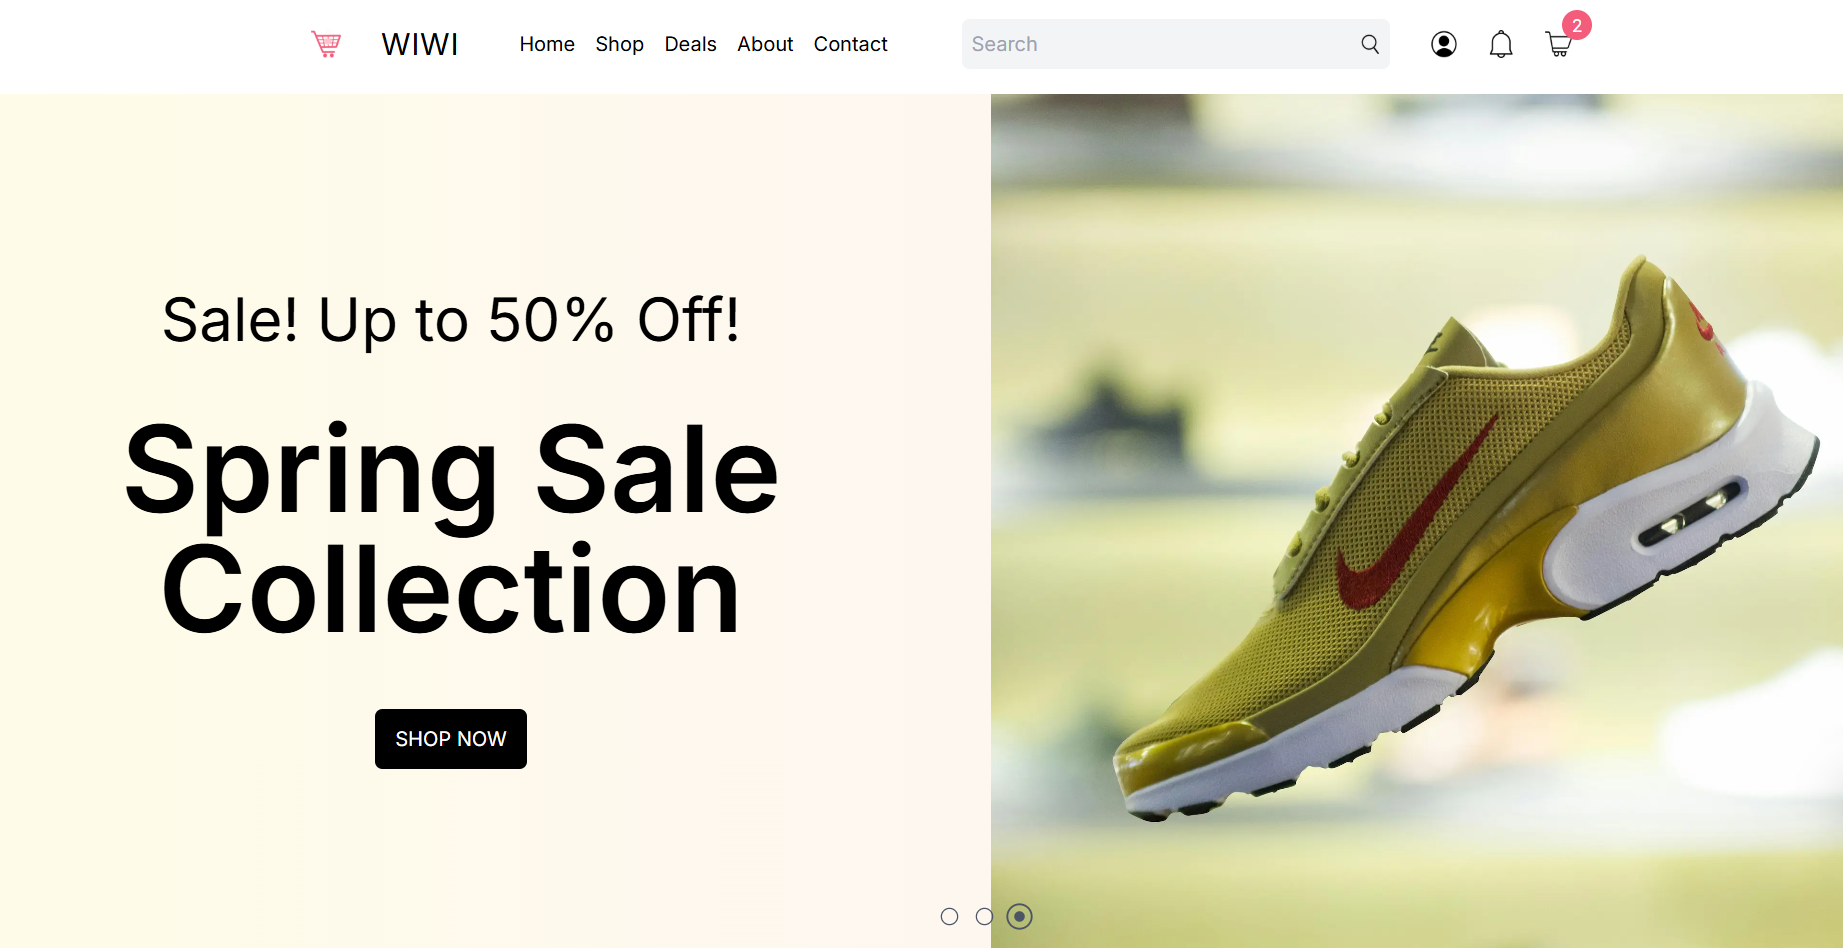 WIWI
Home Shop Deals About Contact
Search
2
Sale! Up to 50% Off!
Spring Sale
Collection
SHOP NOW